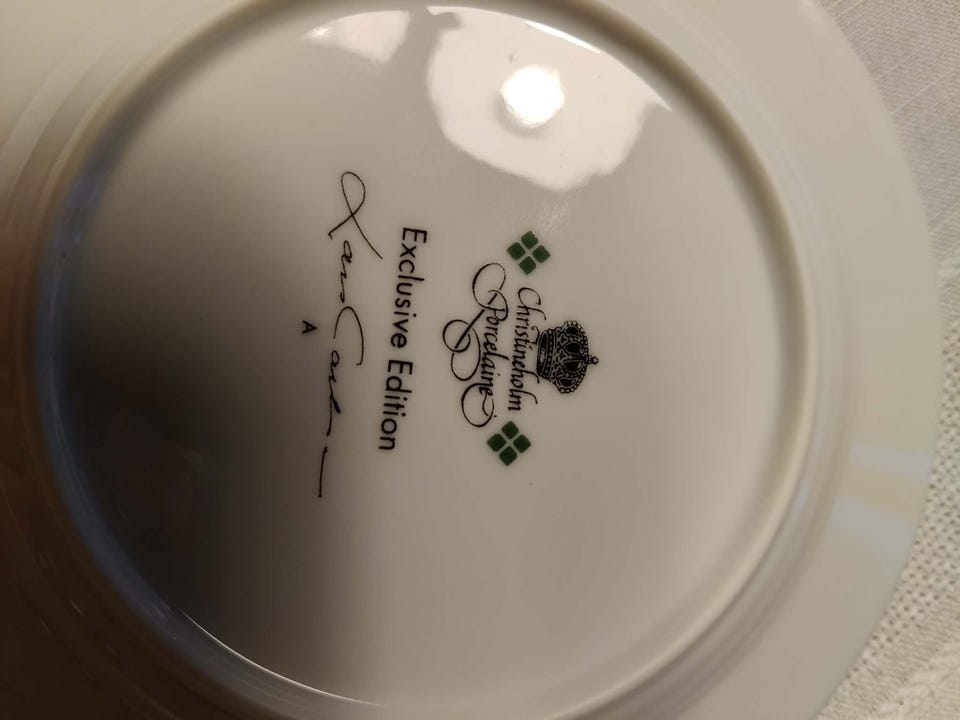 Christineholm
Porcelaine
Exclusive Edition
A